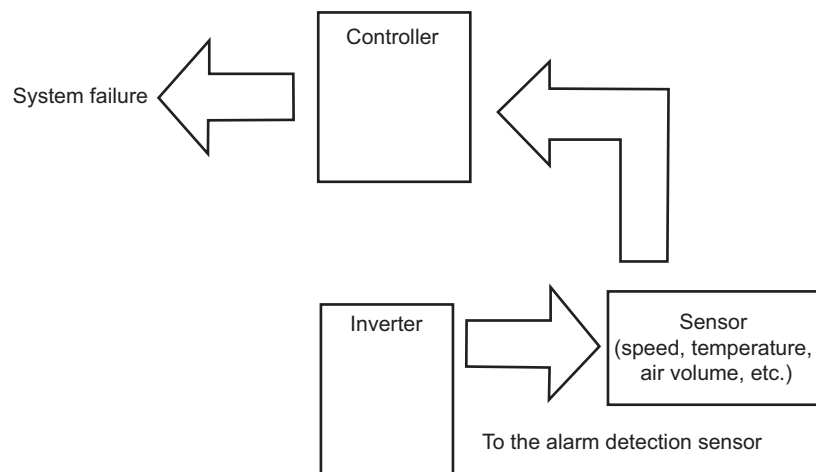 Controller
System failure
Inverter
Sensor
(speed, temperature,
air volume, etc.)
To the alarm detection sensor